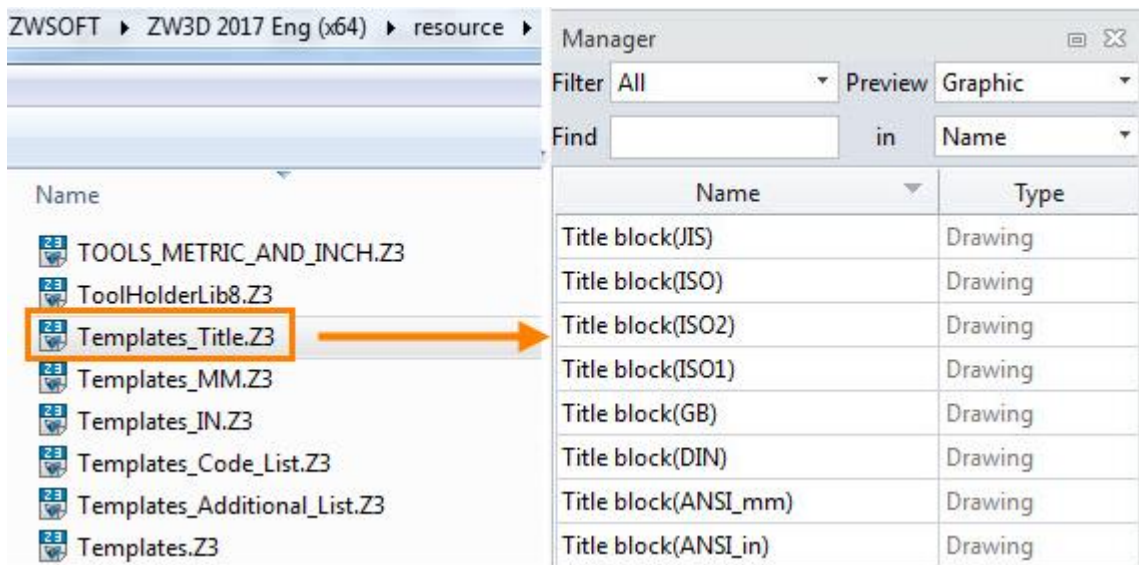 ZWSOFT ▸ ZW3D 2017 Eng (x64) ▸ resource ▸
Name
TOOLS_METRIC_AND_INCH.Z3
ToolHolderLib8.Z3
Templates_Title.Z3
Templates_MM.Z3
Templates_IN.Z3
Templates_Code_List.Z3
Templates_Additional_List.Z3
Templates.Z3
Manager
Filter All Preview Graphic
Find in Name
Name Type
Title block(JIS) Drawing
Title block(ISO) Drawing
Title block(ISO2) Drawing
Title block(ISO1) Drawing
Title block(GB) Drawing
Title block(DIN) Drawing
Title block(ANSI_mm) Drawing
Title block(ANSI_in) Drawing